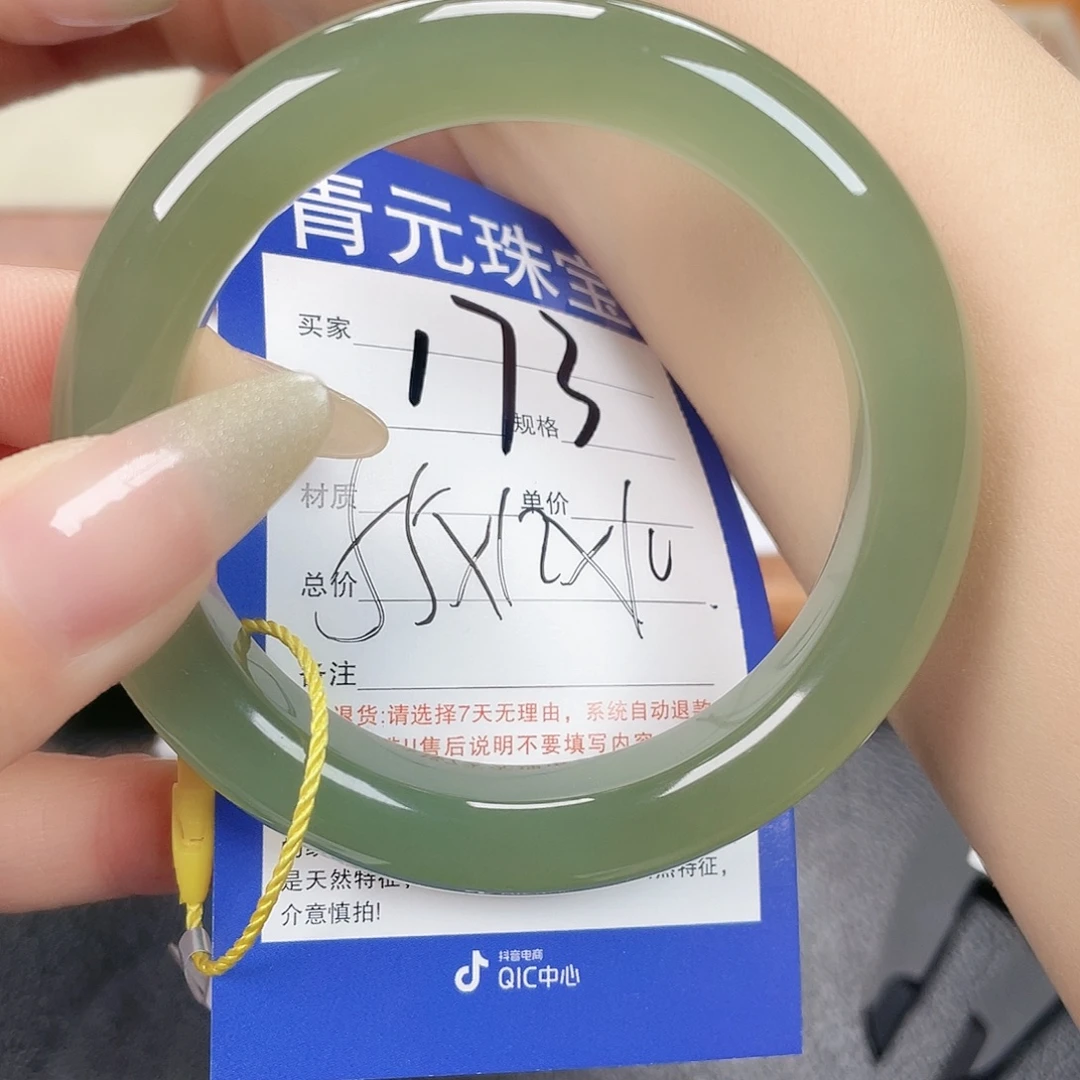 青元珠宝
买家
173
规格
材质
单价
55x12x10
总价
备注
退货:请选择7天无理由，系统自动退款
售后说明不要填写内容
是天然特征，
特征，
介意慎拍!
抖音电商
QIC中心